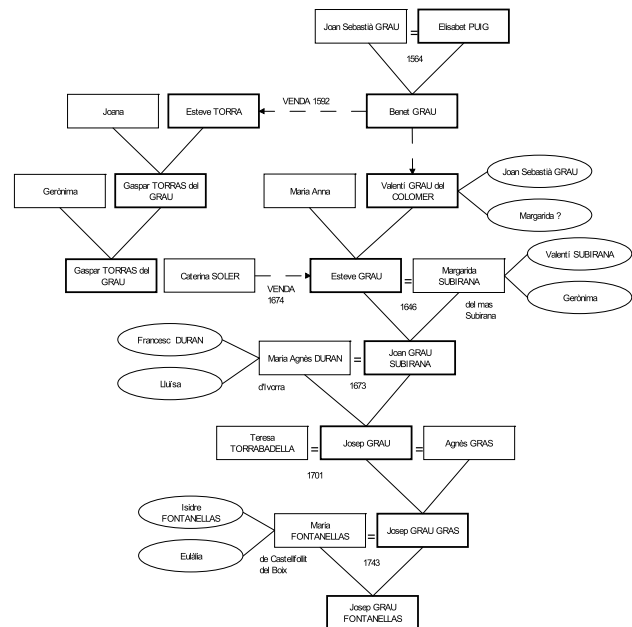 Joan Sebastià GRAU
=
Elisabet PUIG
1564
Joana
Esteve TORRA
VENDA 1592
Benet GRAU
Gerònima
Gaspar TORRAS del
GRAU
Maria Anna
Valentí GRAU del
COLOMER
Joan Sebastià GRAU
Margarida ?
Gaspar TORRAS del
GRAU
Caterina SOLER
VENDA
1674
Esteve GRAU
=
1646
Margarida
SUBIRANA
del mas
Subirana
Valentí SUBIRANA
Gerònima
Francesc DURAN
Lluïsa
Maria Agnès DURAN
d'Ivorra
=
1673
Joan GRAU
SUBIRANA
Teresa
TORRABADELLA
=
1701
Josep GRAU
=
Agnès GRAS
Isidre
FONTANELLAS
Eulàlia
Maria
FONTANELLAS
de Castellfollit
del Boix
=
1743
Josep GRAU GRAS
Josep GRAU
FONTANELLAS